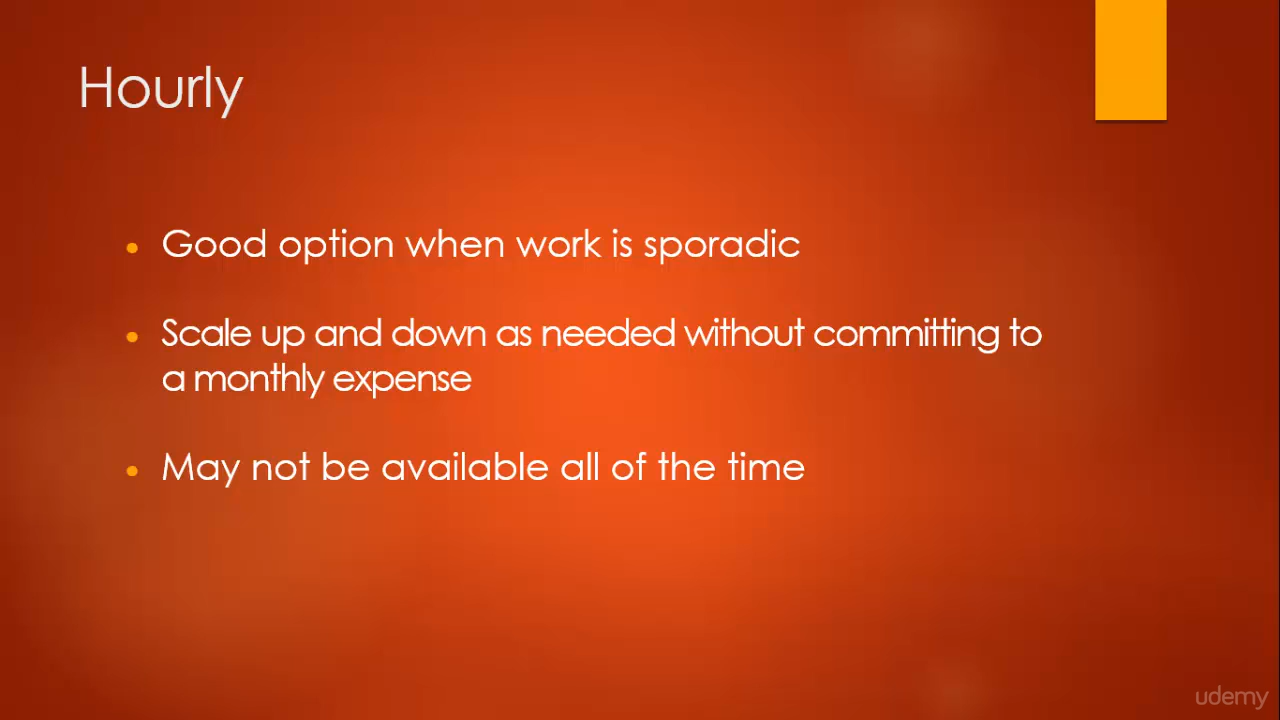 Hourly
• Good option when work is sporadic
• Scale up and down as needed without committing to
a monthly expense
• May not be available all of the time
udemy